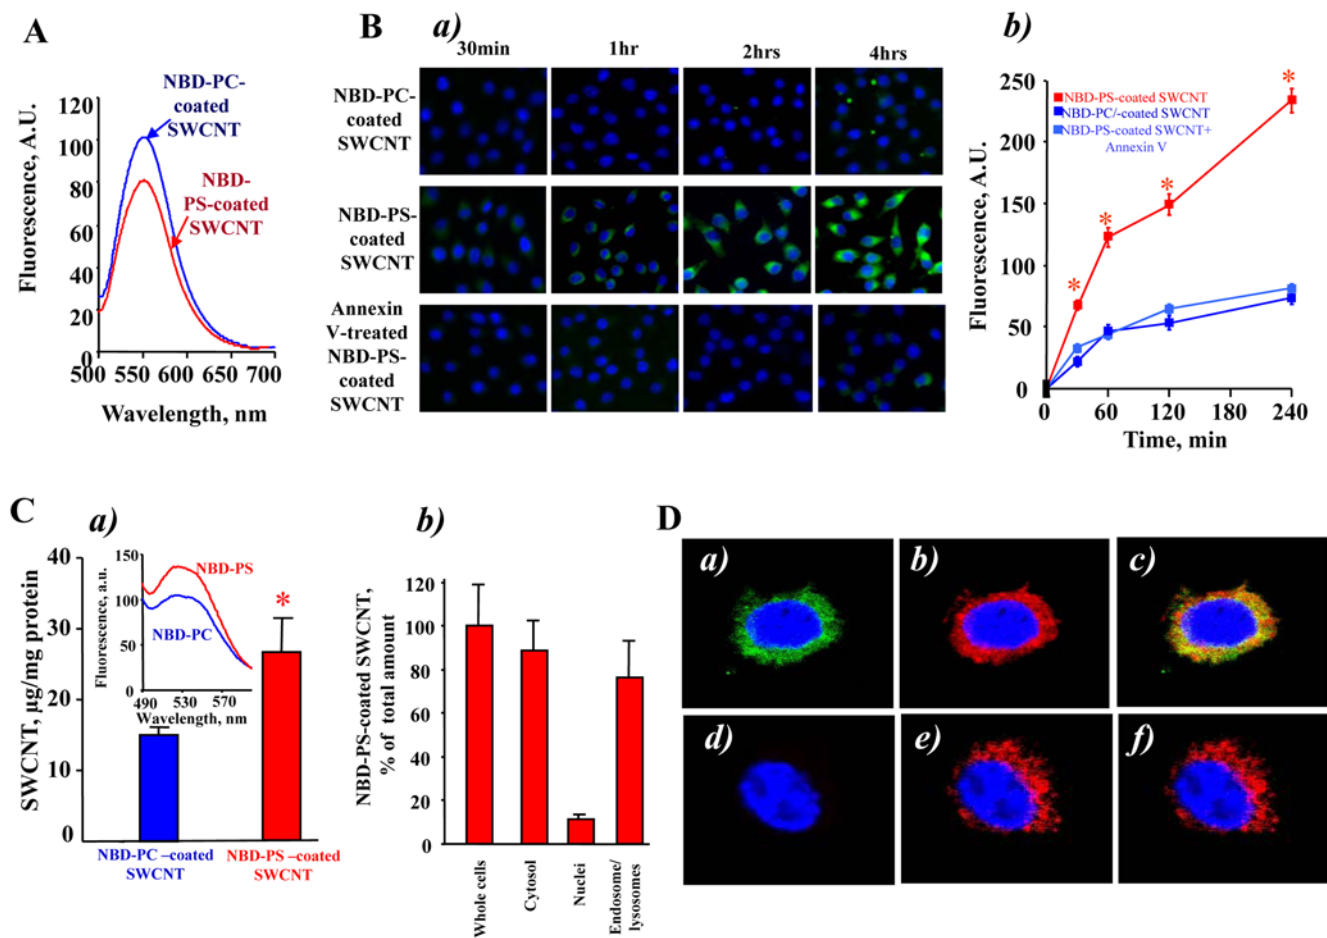 A
NBD-PC-
coated
SWCNT
NBD-
PS-coated
SWCNT
Fluorescence, A.U.
120
100
80
60
40
20
0
500 550 600 650 700
Wavelength, nm
B
a)
30min 1hr 2hrs 4hrs
NBD-PC-
coated
SWCNT
NBD-PS-
coated
SWCNT
Annexin
V-treated
NBD-PS-
coated
SWCNT
b)
Fluorescence, A.U.
250
200
150
100
50
0
NBD-PS-coated SWCNT
NBD-PC/-coated SWCNT
NBD-PS-coated SWCNT+
Annexin V
*
*
*
*
0 60 120 180 240
Time, min
C
a)
SWCNT, µg/mg protein
40
30
20
10
0
Fluorescence, a.u.
150
100
50
0
NBD-PS
NBD-PC
490 530 570
Wavelength, nm
*
NBD-PC –coated
SWCNT
NBD-PS –coated
SWCNT
b)
NBD-PS-coated SWCNT,
% of total amount
120
100
80
60
40
20
0
Whole cells
Cytosol
Nuclei
Endosome/
lysosomes
D
a) b) c)
d) e) f)